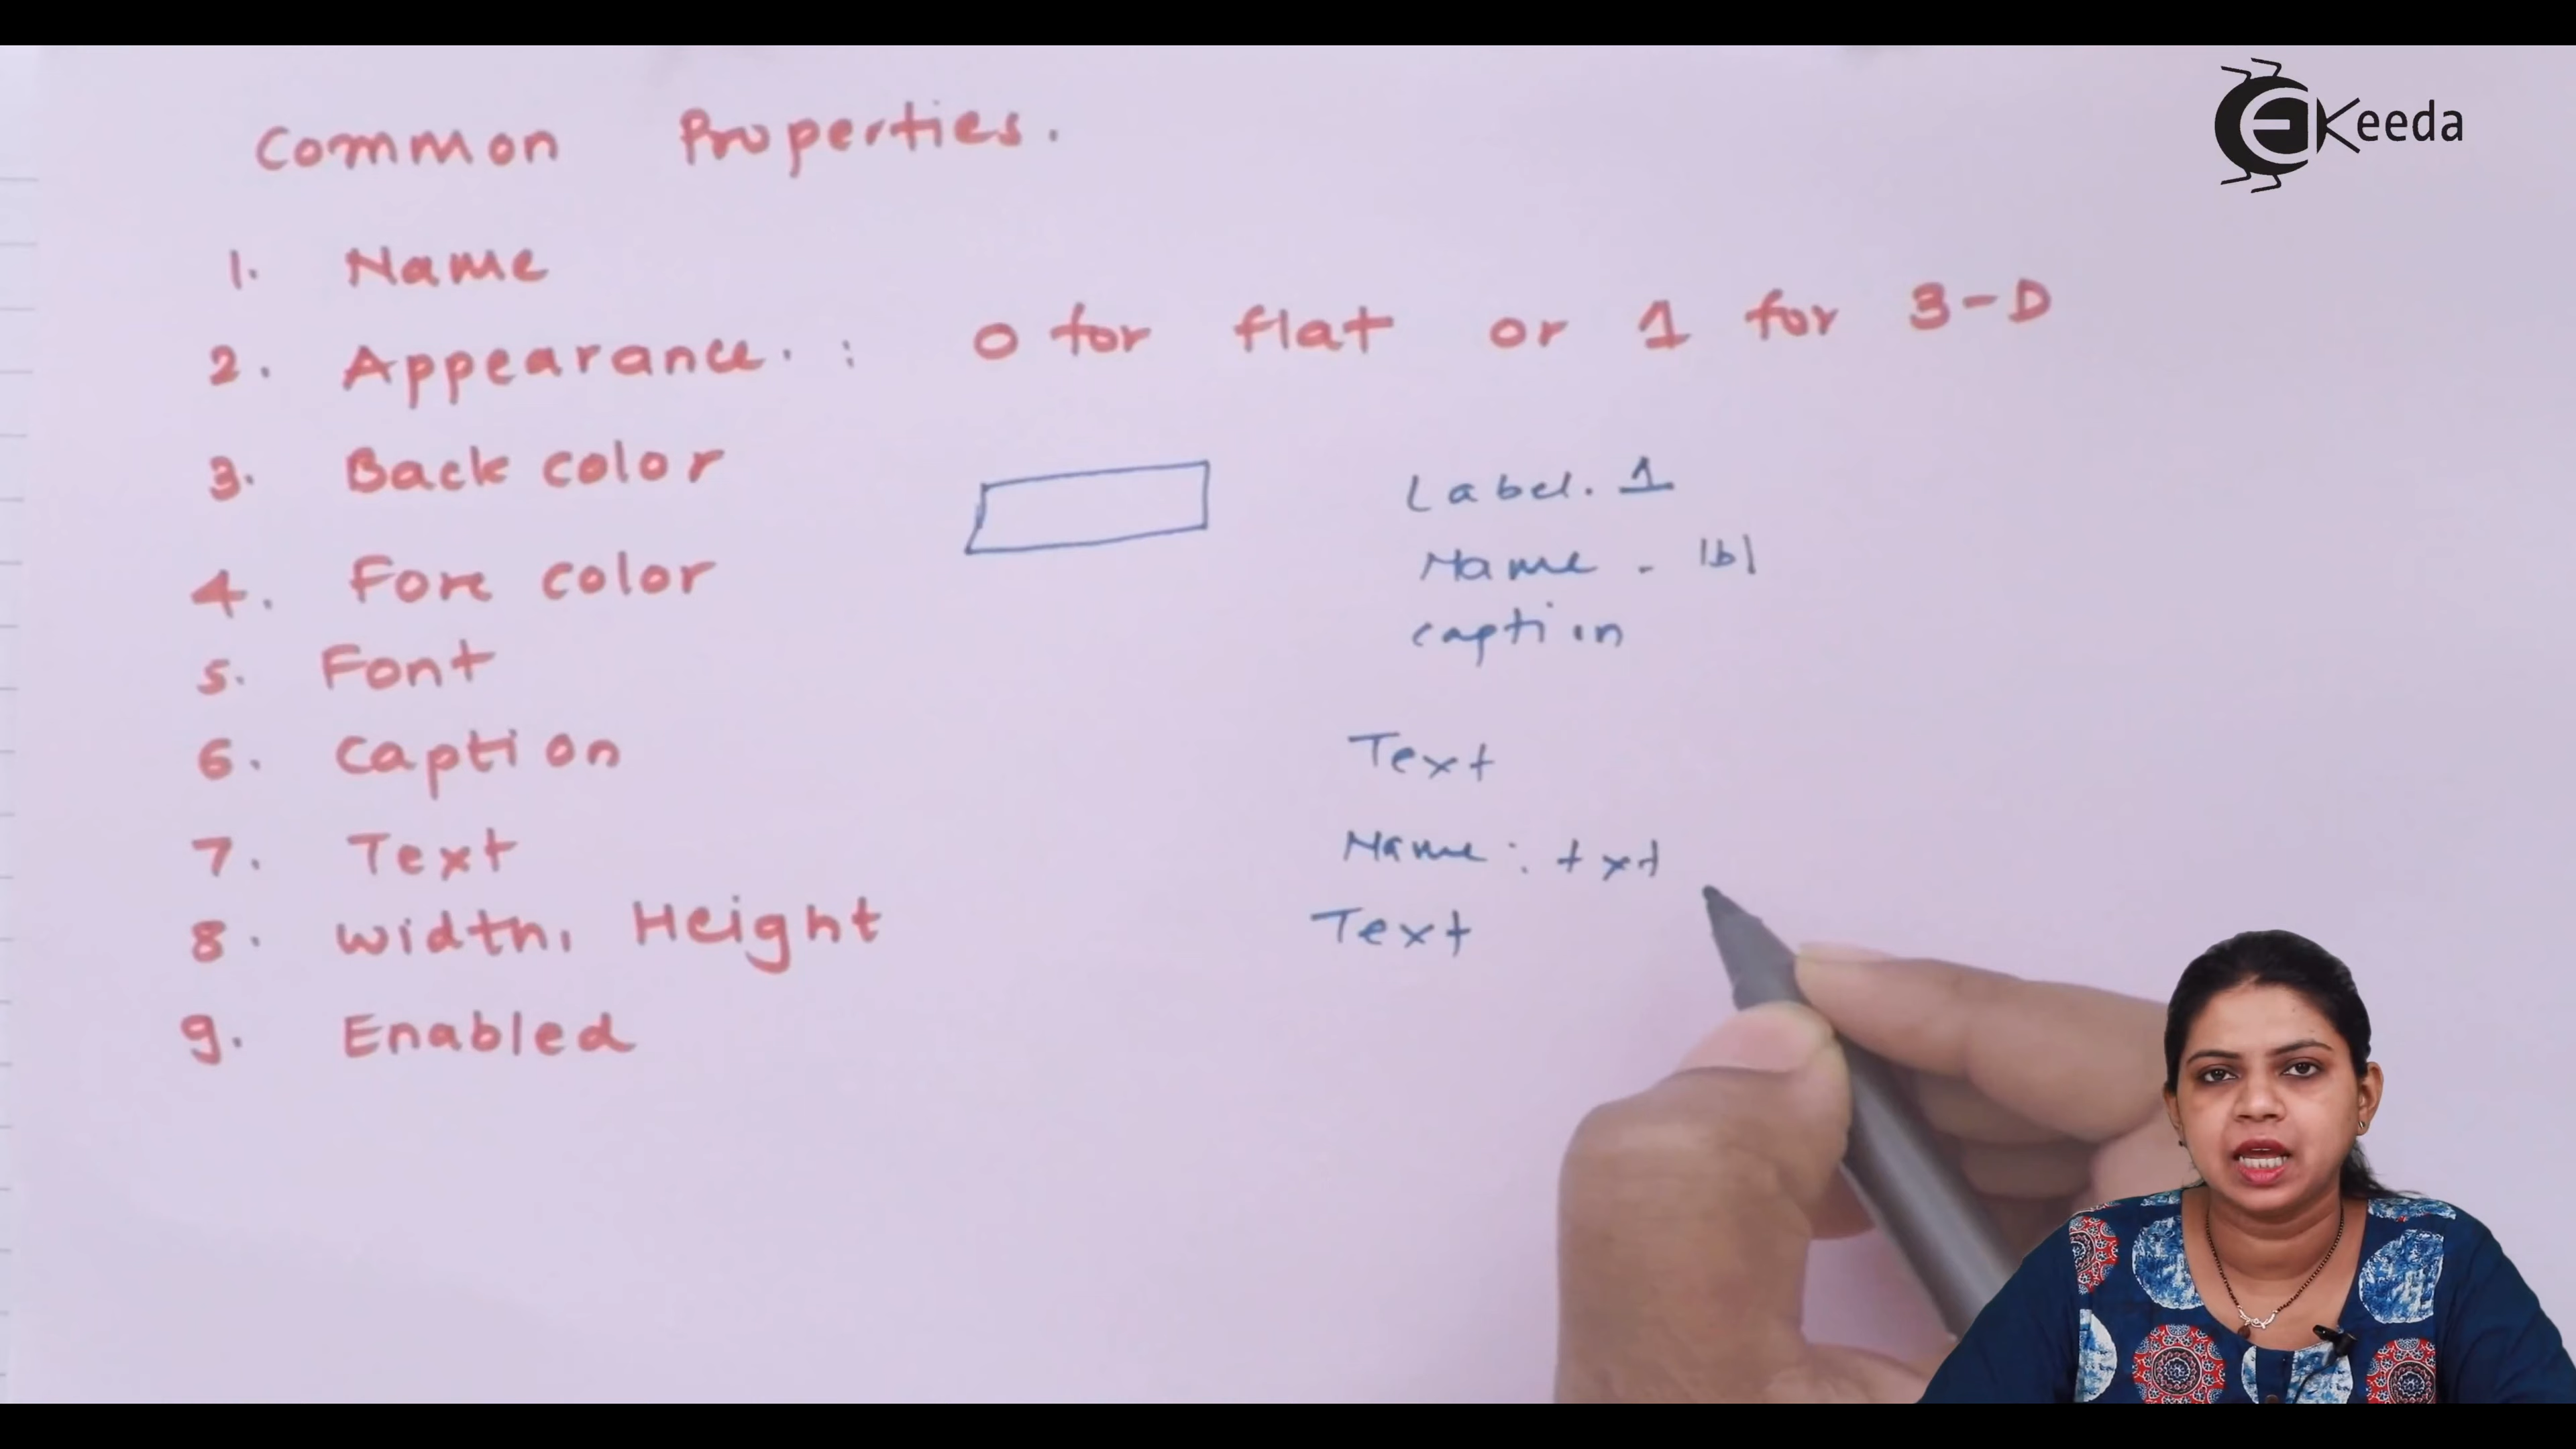 EKeeda
Common Properties.
1. Name
2. Appearance. : 0 for flat or 1 for 3-D
3. Back color
4. Fore color
5. Font
6. Caption
7. Text
8. Width, Height
9. Enabled
Label. 1
Name - lbl
caption
Text
Name : txt
Text